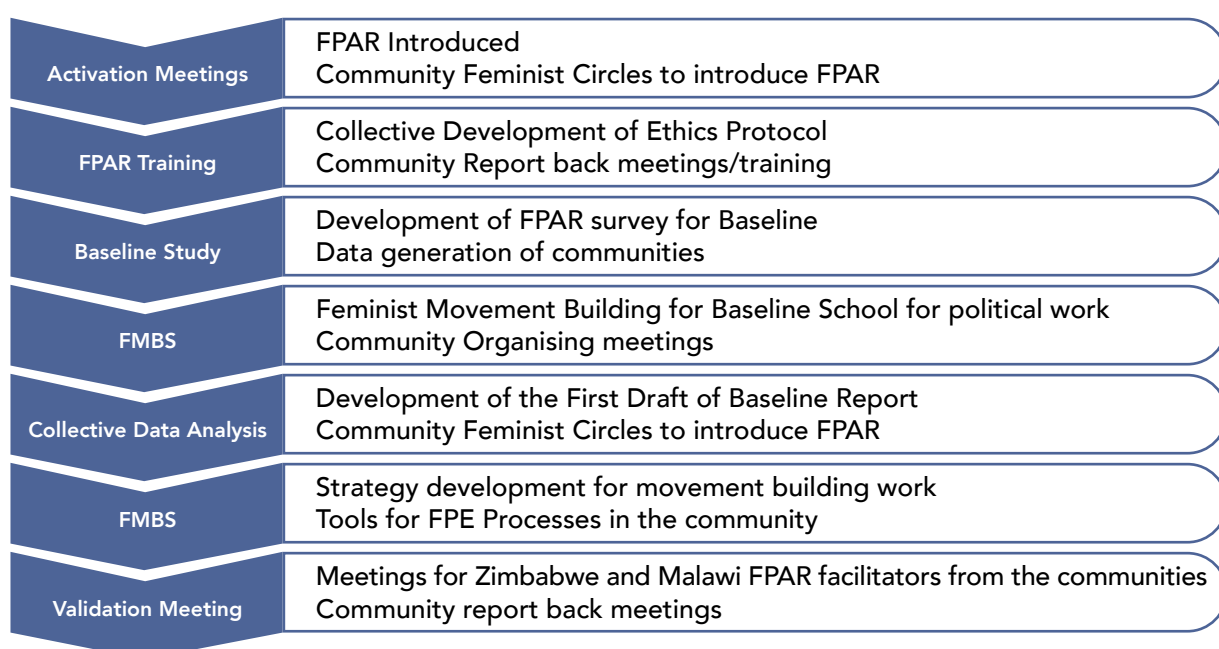 Activation Meetings
FPAR Introduced
Community Feminist Circles to introduce FPAR
FPAR Training
Collective Development of Ethics Protocol
Community Report back meetings/training
Baseline Study
Development of FPAR survey for Baseline
Data generation of communities
FMBS
Feminist Movement Building for Baseline School for political work
Community Organising meetings
Collective Data Analysis
Development of the First Draft of Baseline Report
Community Feminist Circles to introduce FPAR
FMBS
Strategy development for movement building work
Tools for FPE Processes in the community
Validation Meeting
Meetings for Zimbabwe and Malawi FPAR facilitators from the communities
Community report back meetings